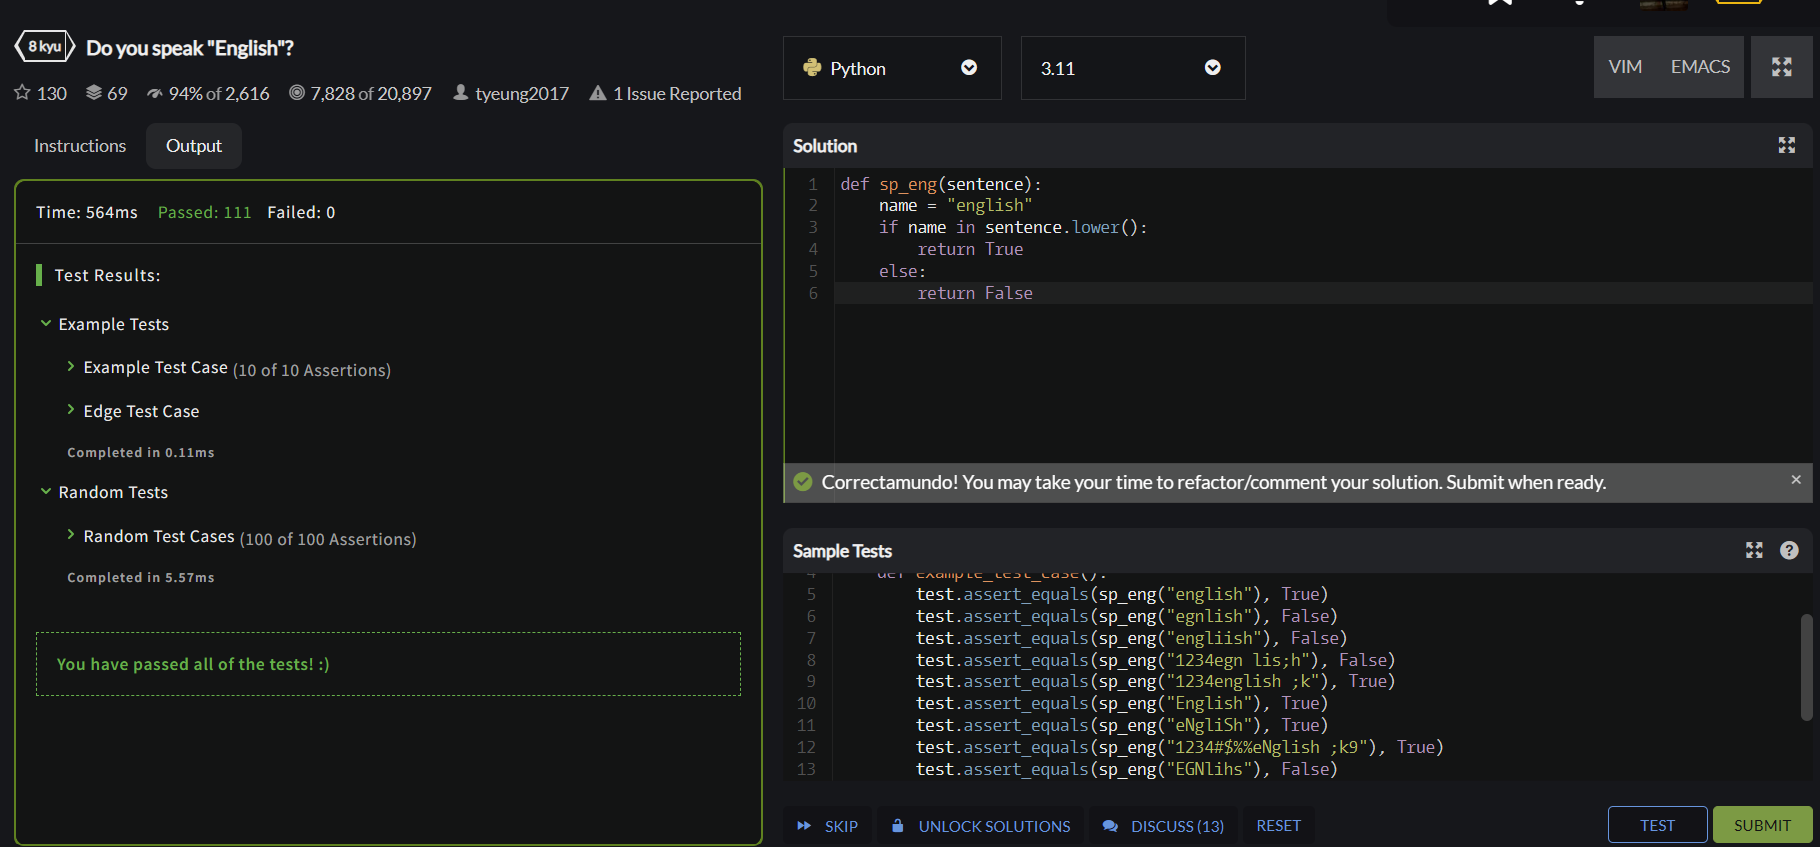 8 kyu Do you speak "English"?
130 69 94% of 2,616 7,828 of 20,897 tyeung2017 1 Issue Reported
Instructions Output
Time: 564ms Passed: 111 Failed: 0
Test Results:
Example Tests
Example Test Case (10 of 10 Assertions)
Edge Test Case
Completed in 0.11ms
Random Tests
Random Test Cases (100 of 100 Assertions)
Completed in 5.57ms
You have passed all of the tests! :)
Python 3.11 VIM EMACS
Solution
1 def sp_eng(sentence):
2     name = "english"
3     if name in sentence.lower():
4         return True
5     else:
6         return False
Correctamundo! You may take your time to refactor/comment your solution. Submit when ready. ×
Sample Tests
4     def example_test_case():
5         test.assert_equals(sp_eng("english"), True)
6         test.assert_equals(sp_eng("egnlish"), False)
7         test.assert_equals(sp_eng("engliish"), False)
8         test.assert_equals(sp_eng("1234egn lis;h"), False)
9         test.assert_equals(sp_eng("1234english ;k"), True)
10         test.assert_equals(sp_eng("English"), True)
11         test.assert_equals(sp_eng("eNgliSh"), True)
12         test.assert_equals(sp_eng("1234#$%%eNglish ;k9"), True)
13         test.assert_equals(sp_eng("EGNlihs"), False)
SKIP UNLOCK SOLUTIONS DISCUSS (13) RESET TEST SUBMIT